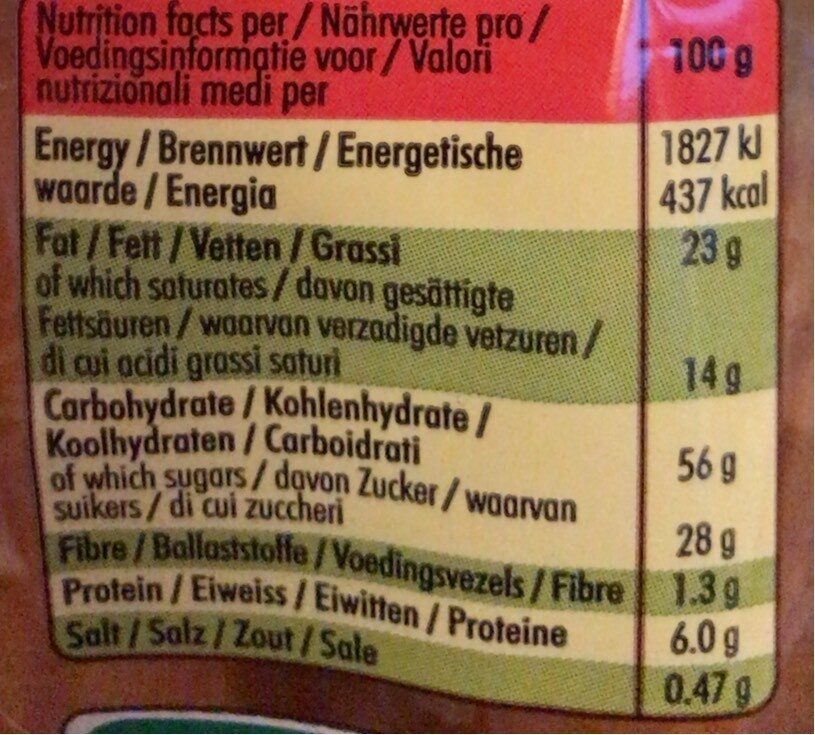 Nutrition facts per / Nährwerte pro /
Voedingsinformatie voor / Valori
nutrizionali medi per
100 g
Energy / Brennwert / Energetische
waarde / Energia
1827 kJ
437 kcal
Fat / Fett / Vetten / Grassi
23 g
of which saturates / davon gesättigte
Fettsäuren / waarvan verzadigde vetzuren /
di cui acidi grassi saturi
14 g
Carbohydrate / Kohlenhydrate /
Koolhydraten / Carboidrati
56 g
of which sugars / davon Zucker / waarvan
suikers / di cui zuccheri
28 g
Fibre / Ballaststoffe / Voedingsvezels / Fibre
1.3 g
Protein / Eiweiss / Eiwitten / Proteine
6.0 g
Salt / Salz / Zout / Sale
0.47 g